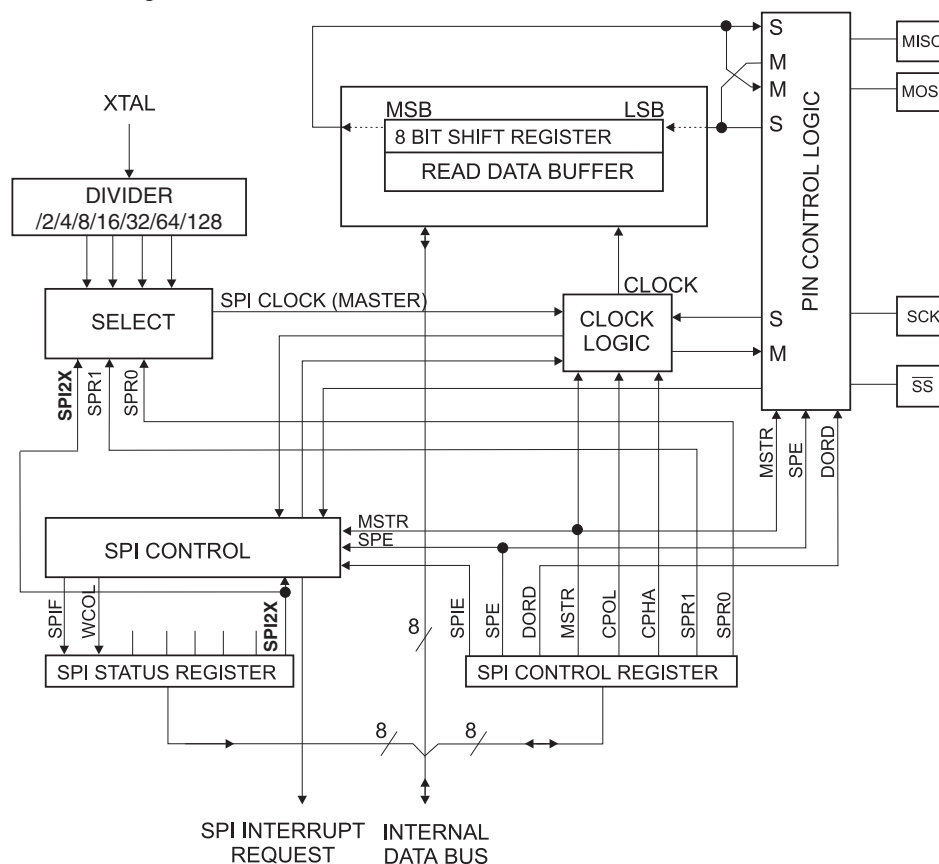 S
MISO
M
M
MOSI
XTAL
MSB
LSB
S
8 BIT SHIFT REGISTER
READ DATA BUFFER
DIVIDER
/2/4/8/16/32/64/128
PIN CONTROL LOGIC
SPI CLOCK (MASTER)
CLOCK
SELECT
CLOCK
LOGIC
S
SCK
M
SS
SPI2X
SPR1
SPR0
MSTR
SPE
DORD
MSTR
SPE
SPI CONTROL
SPIF
WCOL
SPI2X
8
SPIE
SPE
DORD
MSTR
CPOL
CPHA
SPR1
SPR0
SPI STATUS REGISTER
SPI CONTROL REGISTER
8
8
SPI INTERRUPT
REQUEST
INTERNAL
DATA BUS